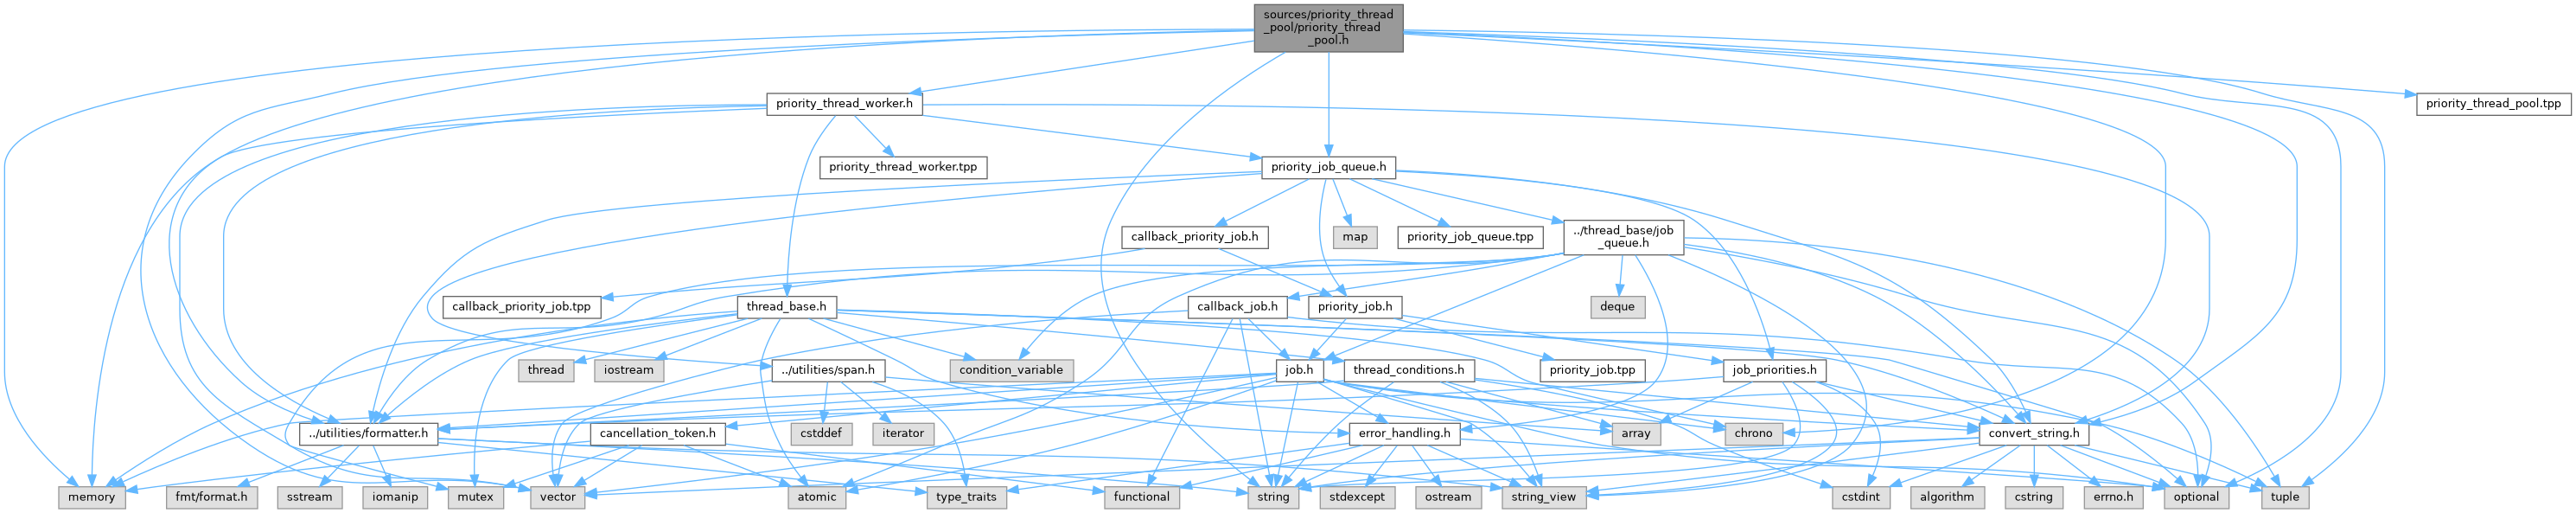 sources/priority_thread
_pool/priority_thread
_pool.h
priority_thread_worker.h
priority_thread_pool.tpp
priority_thread_worker.tpp
priority_job_queue.h
callback_priority_job.h
map
priority_job_queue.tpp
../thread_base/job
_queue.h
callback_priority_job.tpp
thread_base.h
callback_job.h
priority_job.h
deque
thread
iostream
../utilities/span.h
condition_variable
job.h
thread_conditions.h
priority_job.tpp
job_priorities.h
../utilities/formatter.h
cancellation_token.h
cstddef
iterator
error_handling.h
array
chrono
convert_string.h
memory
fmt/format.h
sstream
iomanip
mutex
vector
atomic
type_traits
functional
string
stdexcept
ostream
string_view
cstdint
algorithm
cstring
errno.h
optional
tuple